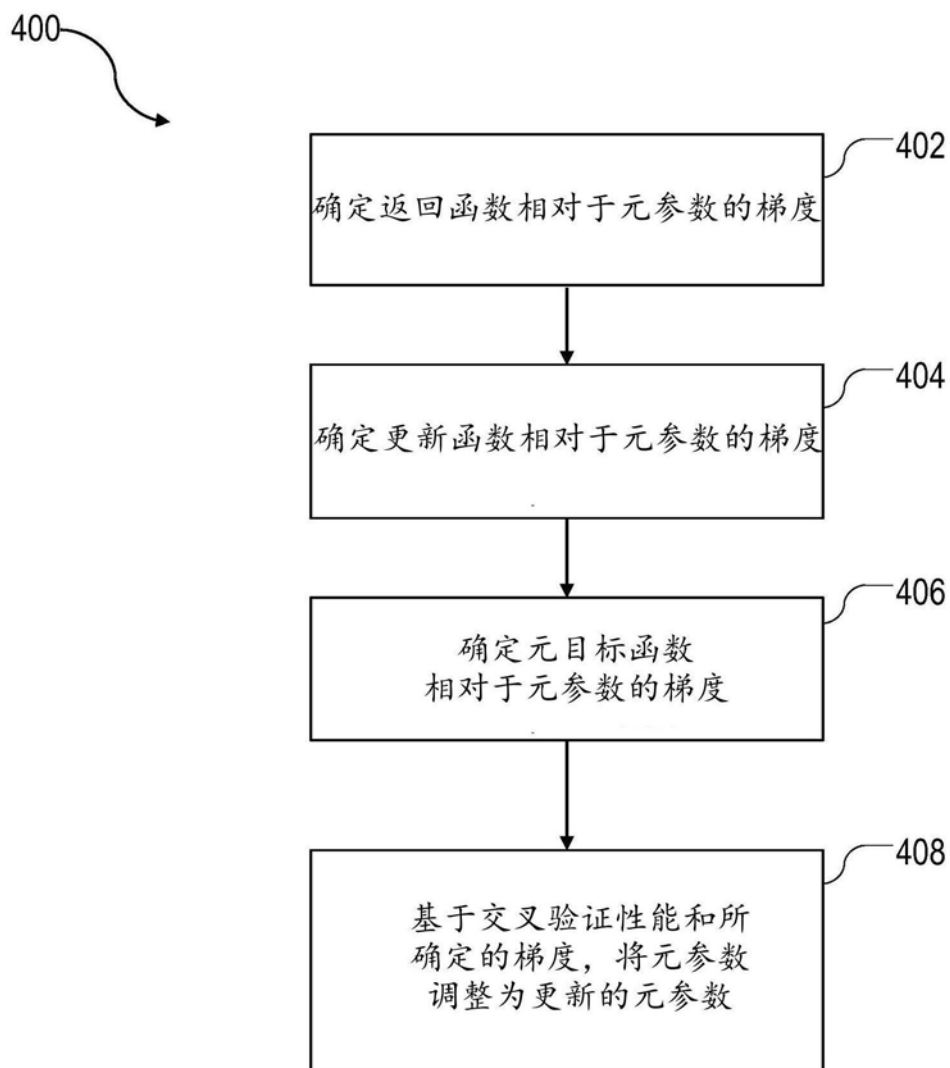 400
402
确定返回函数相对于元参数的梯度
404
确定更新函数相对于元参数的梯度
406
确定元目标函数
相对于元参数的梯度
408
基于交叉验证性能和所
确定的梯度，将元参数
调整为更新的元参数